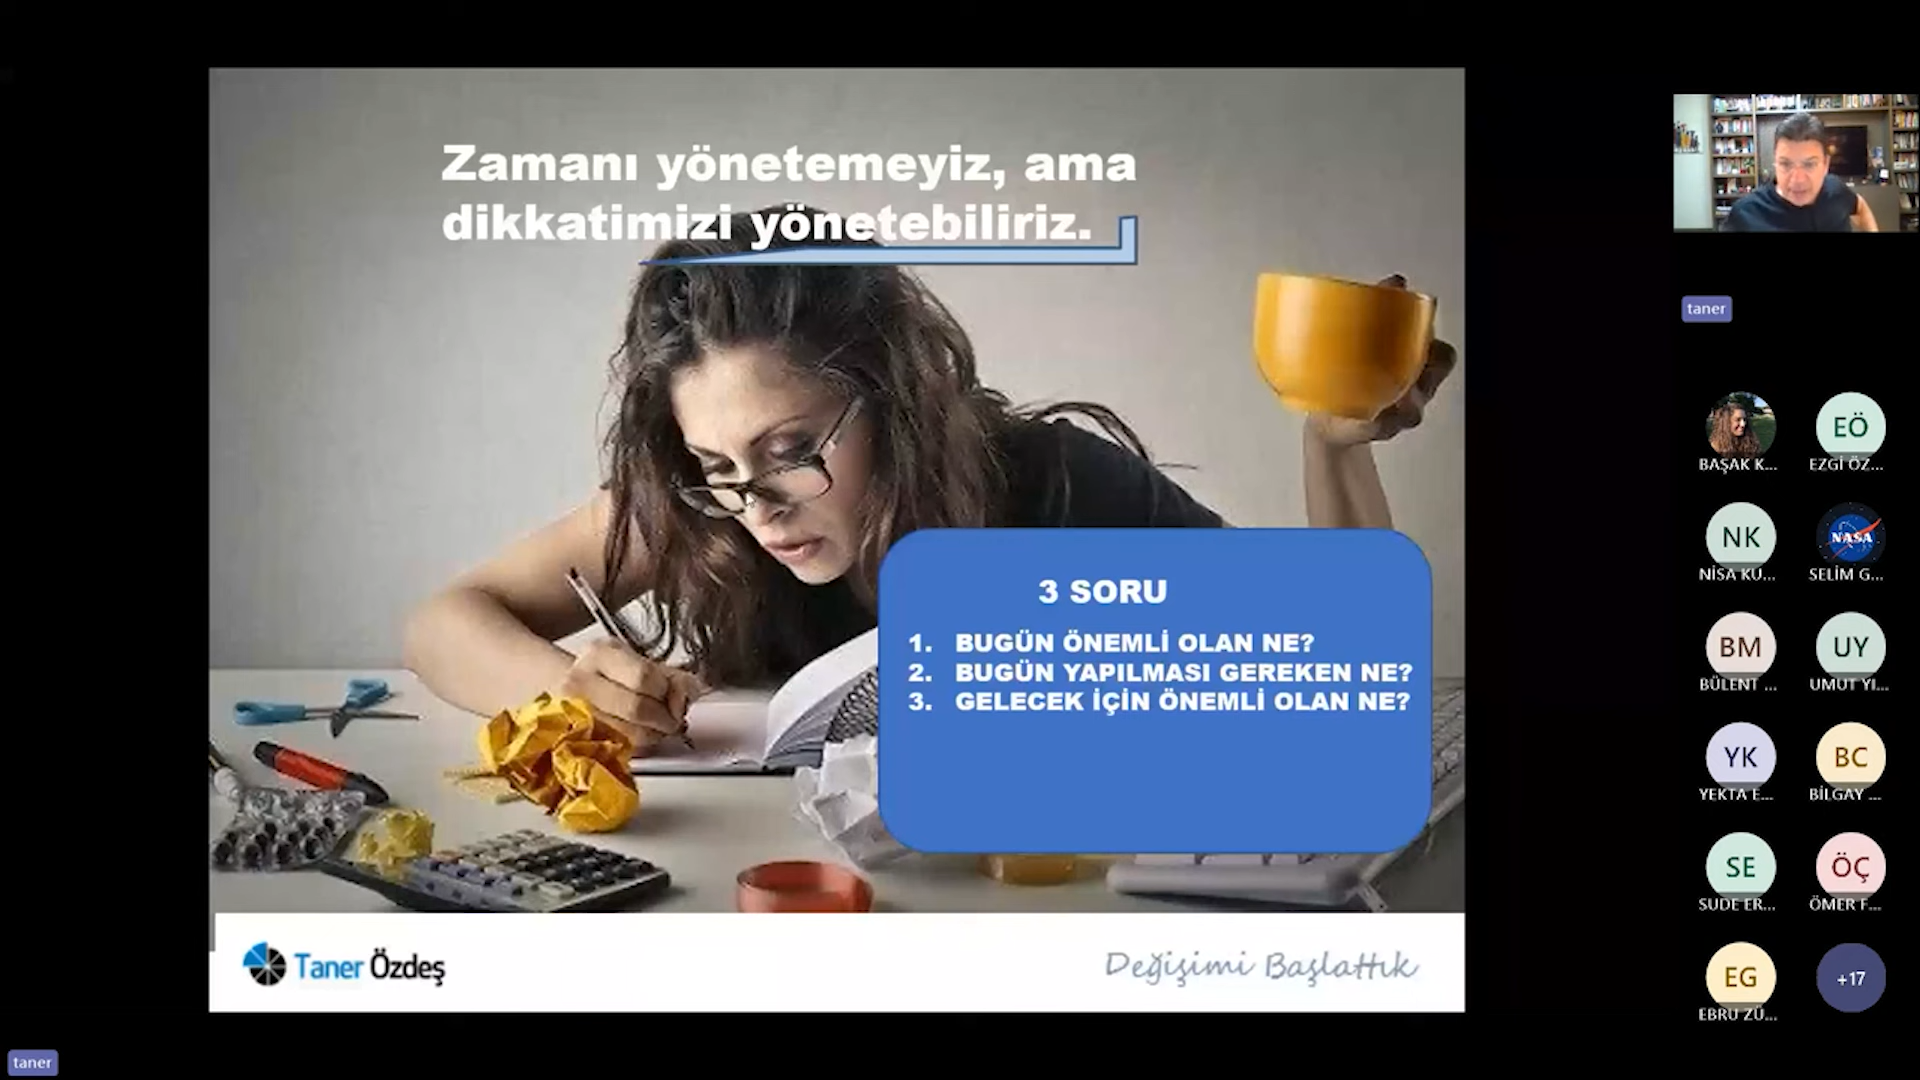 Zamanı yönetemeyiz, ama
dikkatimizi yönetebiliriz.
3 SORU
1. BUGÜN ÖNEMLİ OLAN NE?
2. BUGÜN YAPILMASI GEREKEN NE?
3. GELECEK İÇİN ÖNEMLİ OLAN NE?
Taner Özdeş
Değişimi Başlattık
taner
EÖ
BAŞAK K...
EZGİ ÖZ...
NK
NASA
NİSA KU...
SELİM G...
BM
UY
BÜLENT ...
UMUT YI...
YK
BC
YEKTA E...
BİLGAY ...
SE
ÖÇ
SUDE ER...
ÖMER F...
EG
+17
EBRU ZÜ...
taner